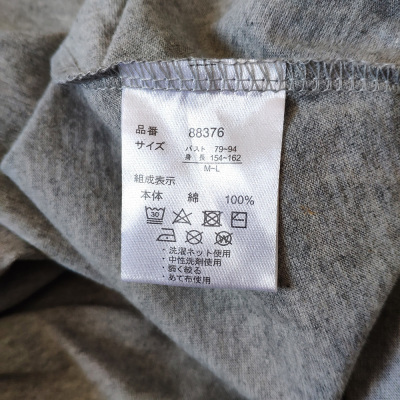 品番 88376
サイズ バスト 79~94
身 長 154~162
M~L
組成表示
本体 綿 100%
30
・洗濯ネット使用
・中性洗剤使用
・弱く絞る
・あて布使用